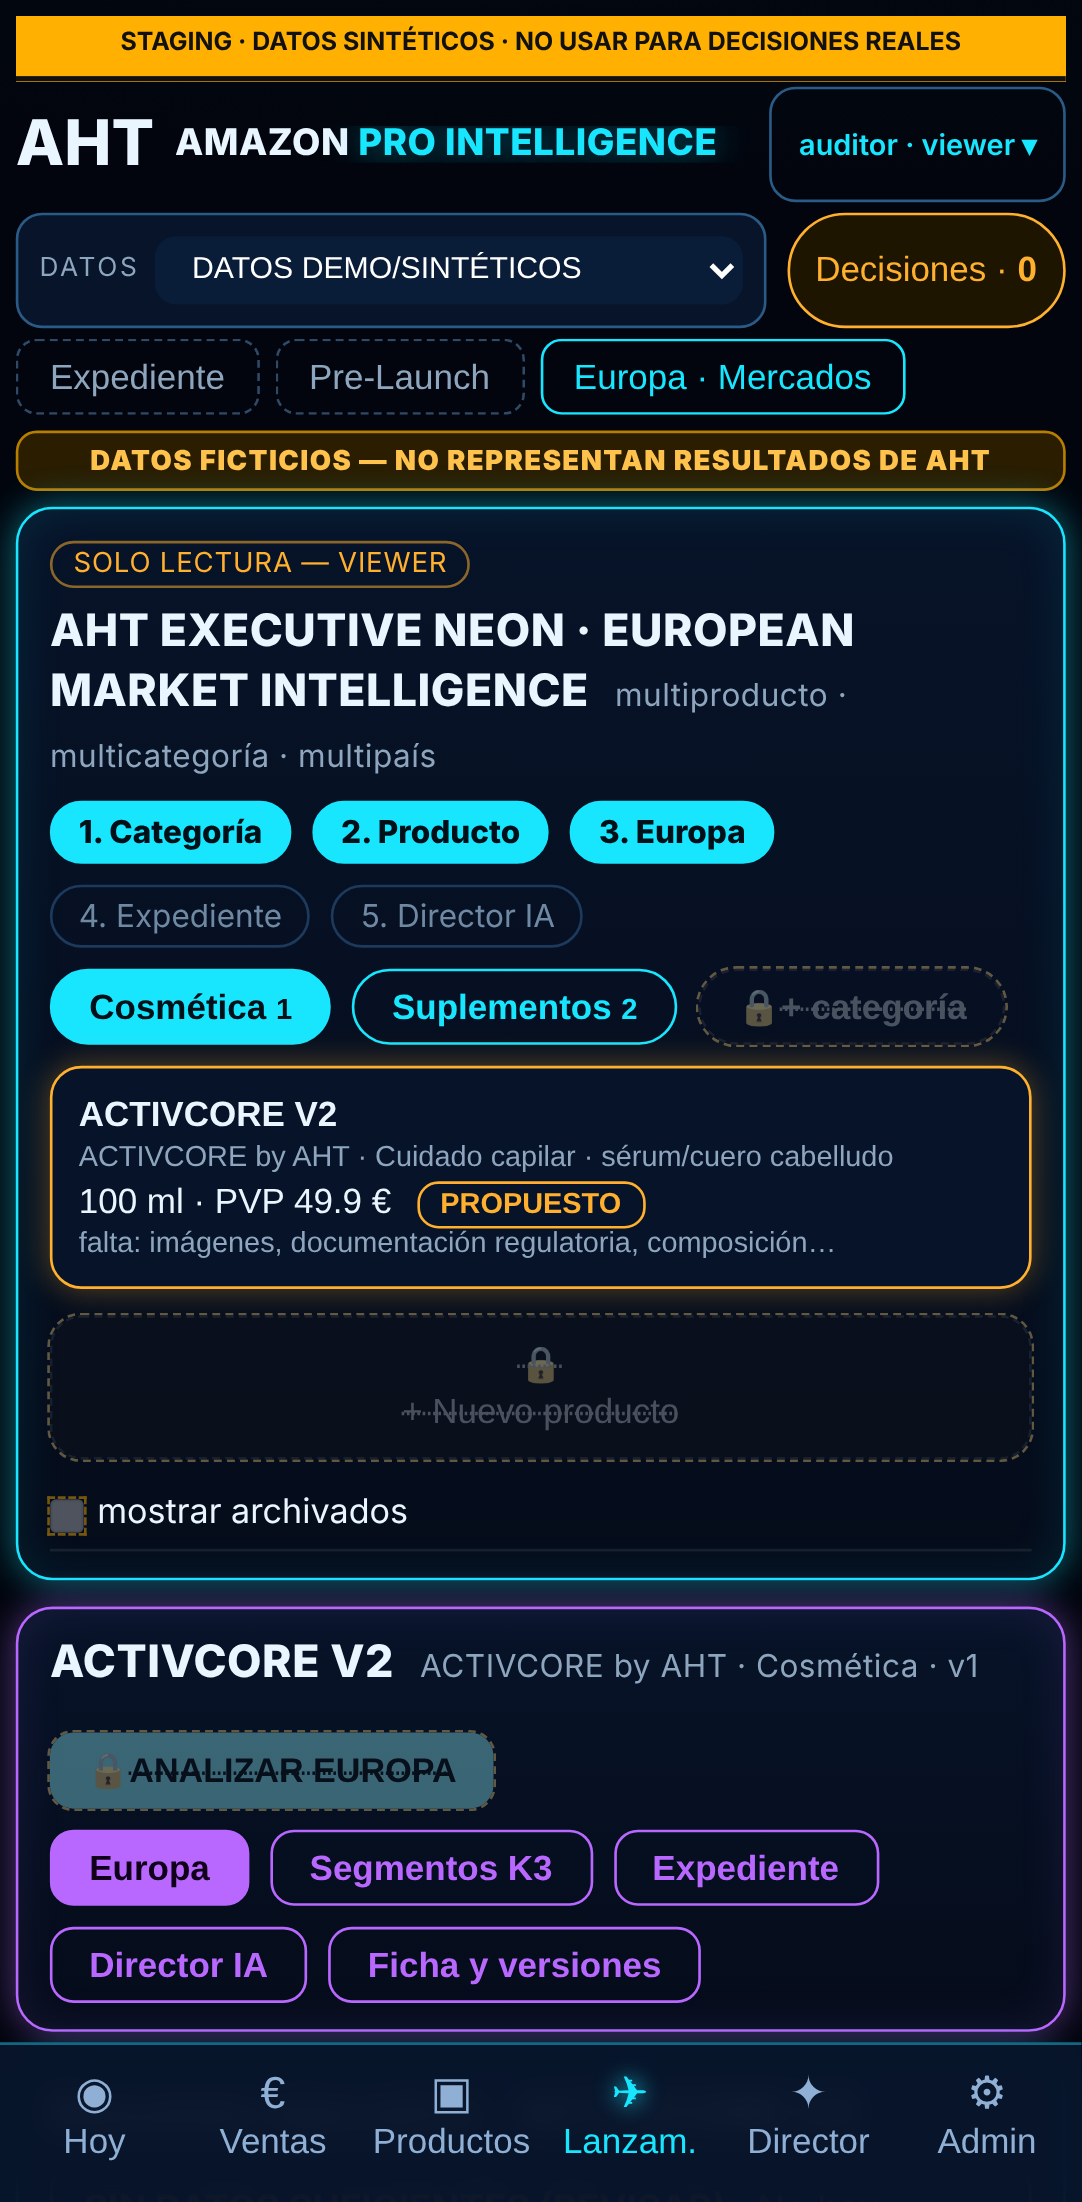 STAGING · DATOS SINTÉTICOS · NO USAR PARA DECISIONES REALES
AHT AMAZON PRO INTELLIGENCE
auditor · viewer ▾
DATOS DATOS DEMO/SINTÉTICOS
Decisiones · 0
Expediente Pre-Launch Europa · Mercados
DATOS FICTICIOS — NO REPRESENTAN RESULTADOS DE AHT
SOLO LECTURA — VIEWER
AHT EXECUTIVE NEON · EUROPEAN
MARKET INTELLIGENCE multiproducto ·
multicategoría · multipaís
1. Categoría 2. Producto 3. Europa
4. Expediente 5. Director IA
Cosmética 1 Suplementos 2 🔒+ categoría
ACTIVCORE V2
ACTIVCORE by AHT · Cuidado capilar · sérum/cuero cabelludo
100 ml · PVP 49.9 € PROPUESTO
falta: imágenes, documentación regulatoria, composición…
🔒
+ Nuevo producto
mostrar archivados
ACTIVCORE V2 ACTIVCORE by AHT · Cosmética · v1
🔒ANALIZAR EUROPA
Europa Segmentos K3 Expediente
Director IA Ficha y versiones
Hoy € Ventas Productos Lanzam. Director Admin